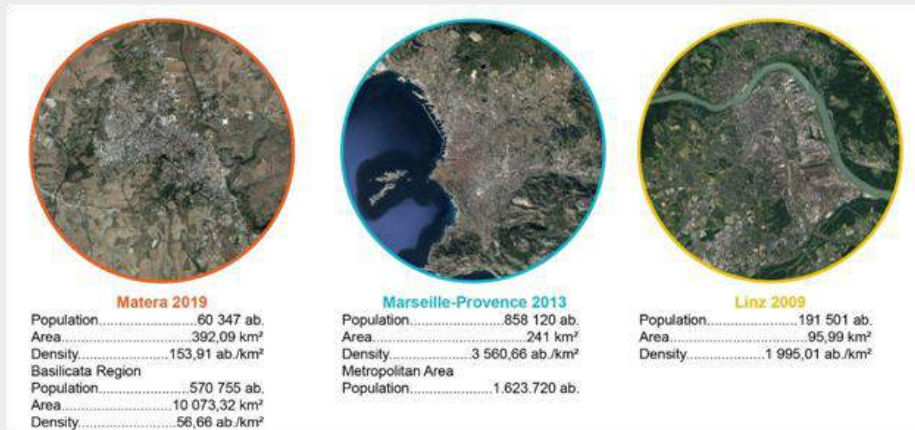 Matera 2019
Population....................60 347 ab.
Area..............................392,09 km²
Density..................153,91 ab./km²
Basilicata Region
Population..................570 755 ab.
Area......................10 073,32 km²
Density....................56,66 ab./km²
Marseille-Provence 2013
Population..........................858 120 ab.
Area......................................241 km²
Density.....................3 560,66 ab./km²
Metropolitan Area
Population.......................1.623.720 ab.
Linz 2009
Population....................191 501 ab.
Area..............................95,99 km²
Density................1 995,01 ab./km²